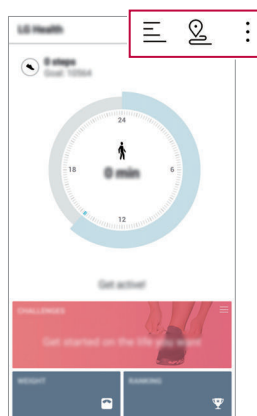 LG Health
0 steps
Goal: 10564
24
18
6
0 min
12
Get active!
CHALLENGES
Get started on the life you want
WEIGHT
RANKING